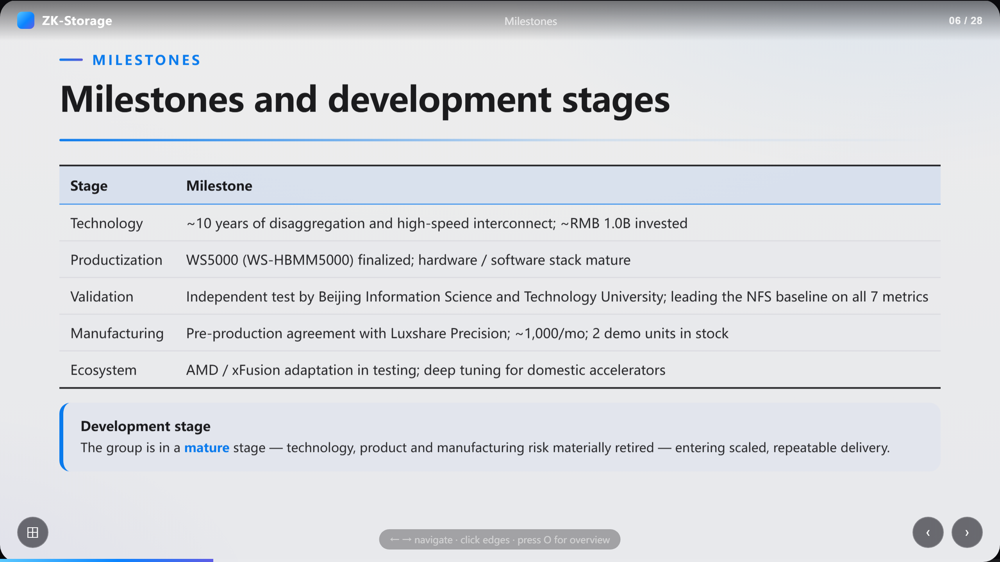 ZK-Storage
Milestones
06 / 28
MILESTONES
Milestones and development stages
Stage Milestone
Technology ~10 years of disaggregation and high-speed interconnect; ~RMB 1.0B invested
Productization WS5000 (WS-HBMM5000) finalized; hardware / software stack mature
Validation Independent test by Beijing Information Science and Technology University; leading the NFS baseline on all 7 metrics
Manufacturing Pre-production agreement with Luxshare Precision; ~1,000/mo; 2 demo units in stock
Ecosystem AMD / xFusion adaptation in testing; deep tuning for domestic accelerators
Development stage
The group is in a mature stage — technology, product and manufacturing risk materially retired — entering scaled, repeatable delivery.
← → navigate · click edges · press O for overview
‹ ›